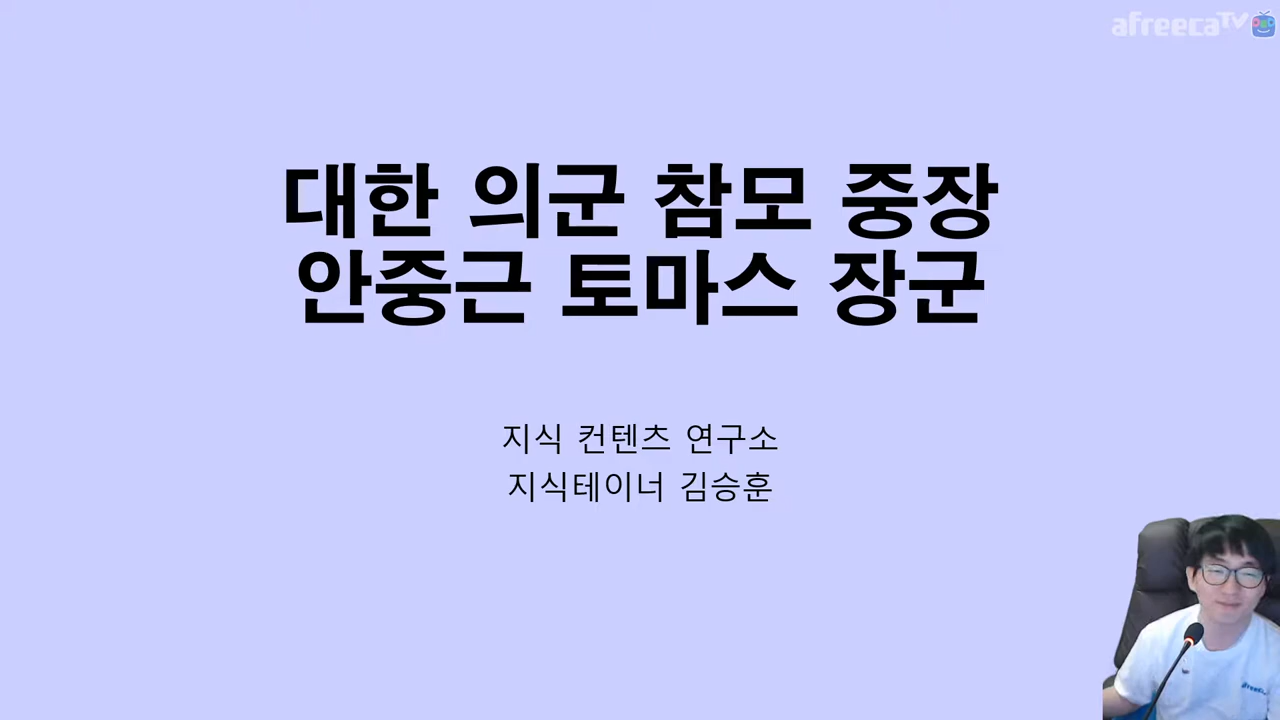 afreecaTV
대한 의군 참모 중장
안중근 토마스 장군
지식 컨텐츠 연구소
지식테이너 김승훈